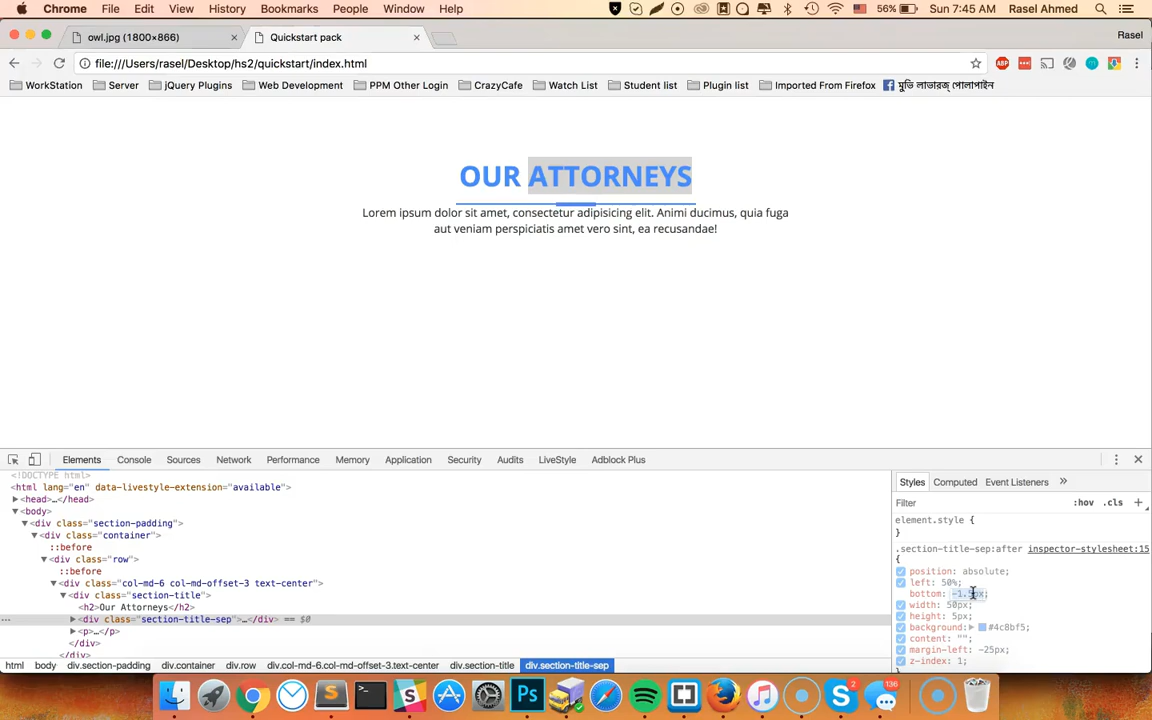 Chrome File Edit View History Bookmarks People Window Help 56% Sun 7:45 AM Rasel Ahmed
owl.jpg (1800×866) Quickstart pack Rasel
file:///Users/rasel/Desktop/hs2/quickstart/index.html
WorkStation Server jQuery Plugins Web Development PPM Other Login CrazyCafe Watch List Student list Plugin list Imported From Firefox মুভি লাভারজ্ পোলাপাইন
OUR ATTORNEYS
Lorem ipsum dolor sit amet, consectetur adipisicing elit. Animi ducimus, quia fuga
aut veniam perspiciatis amet vero sint, ea recusandae!
Elements Console Sources Network Performance Memory Application Security Audits LiveStyle Adblock Plus
<!DOCTYPE html>
<html lang="en" data-livestyle-extension="available">
<head>…</head>
<body>
<div class="section-padding">
<div class="container">
::before
<div class="row">
::before
<div class="col-md-6 col-md-offset-3 text-center">
<div class="section-title">
<h2>Our Attorneys</h2>
<div class="section-title-sep">…</div> == $0
<p>…</p>
</div>
</div>
html body div.section-padding div.container div.row div.col-md-6.col-md-offset-3.text-center div.section-title div.section-title-sep
Styles Computed Event Listeners »
Filter :hov .cls +
element.style {
}
.section-title-sep:after inspector-stylesheet:15
{
position: absolute;
left: 50%;
bottom: -1.5px;
width: 50px;
height: 5px;
background: #4c8bf5;
content: "";
margin-left: -25px;
z-index: 1;
}
2 136